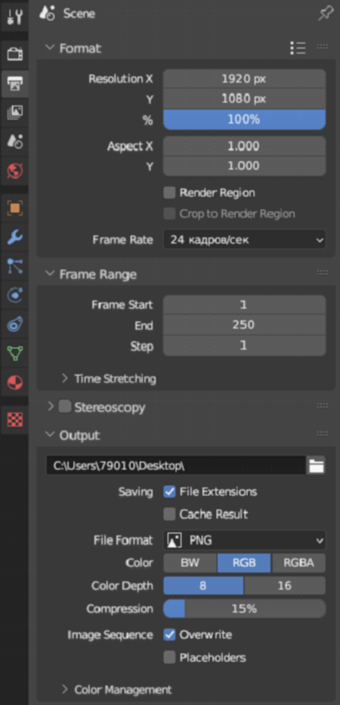 Scene
Format
Resolution X 1920 px
Y 1080 px
% 100%
Aspect X 1.000
Y 1.000
Render Region
Crop to Render Region
Frame Rate 24 кадров/сек
Frame Range
Frame Start 1
End 250
Step 1
Time Stretching
Stereoscopy
Output
C:\Users\79010\Desktop\
Saving File Extensions
Cache Result
File Format PNG
Color BW RGB RGBA
Color Depth 8 16
Compression 15%
Image Sequence Overwrite
Placeholders
Color Management